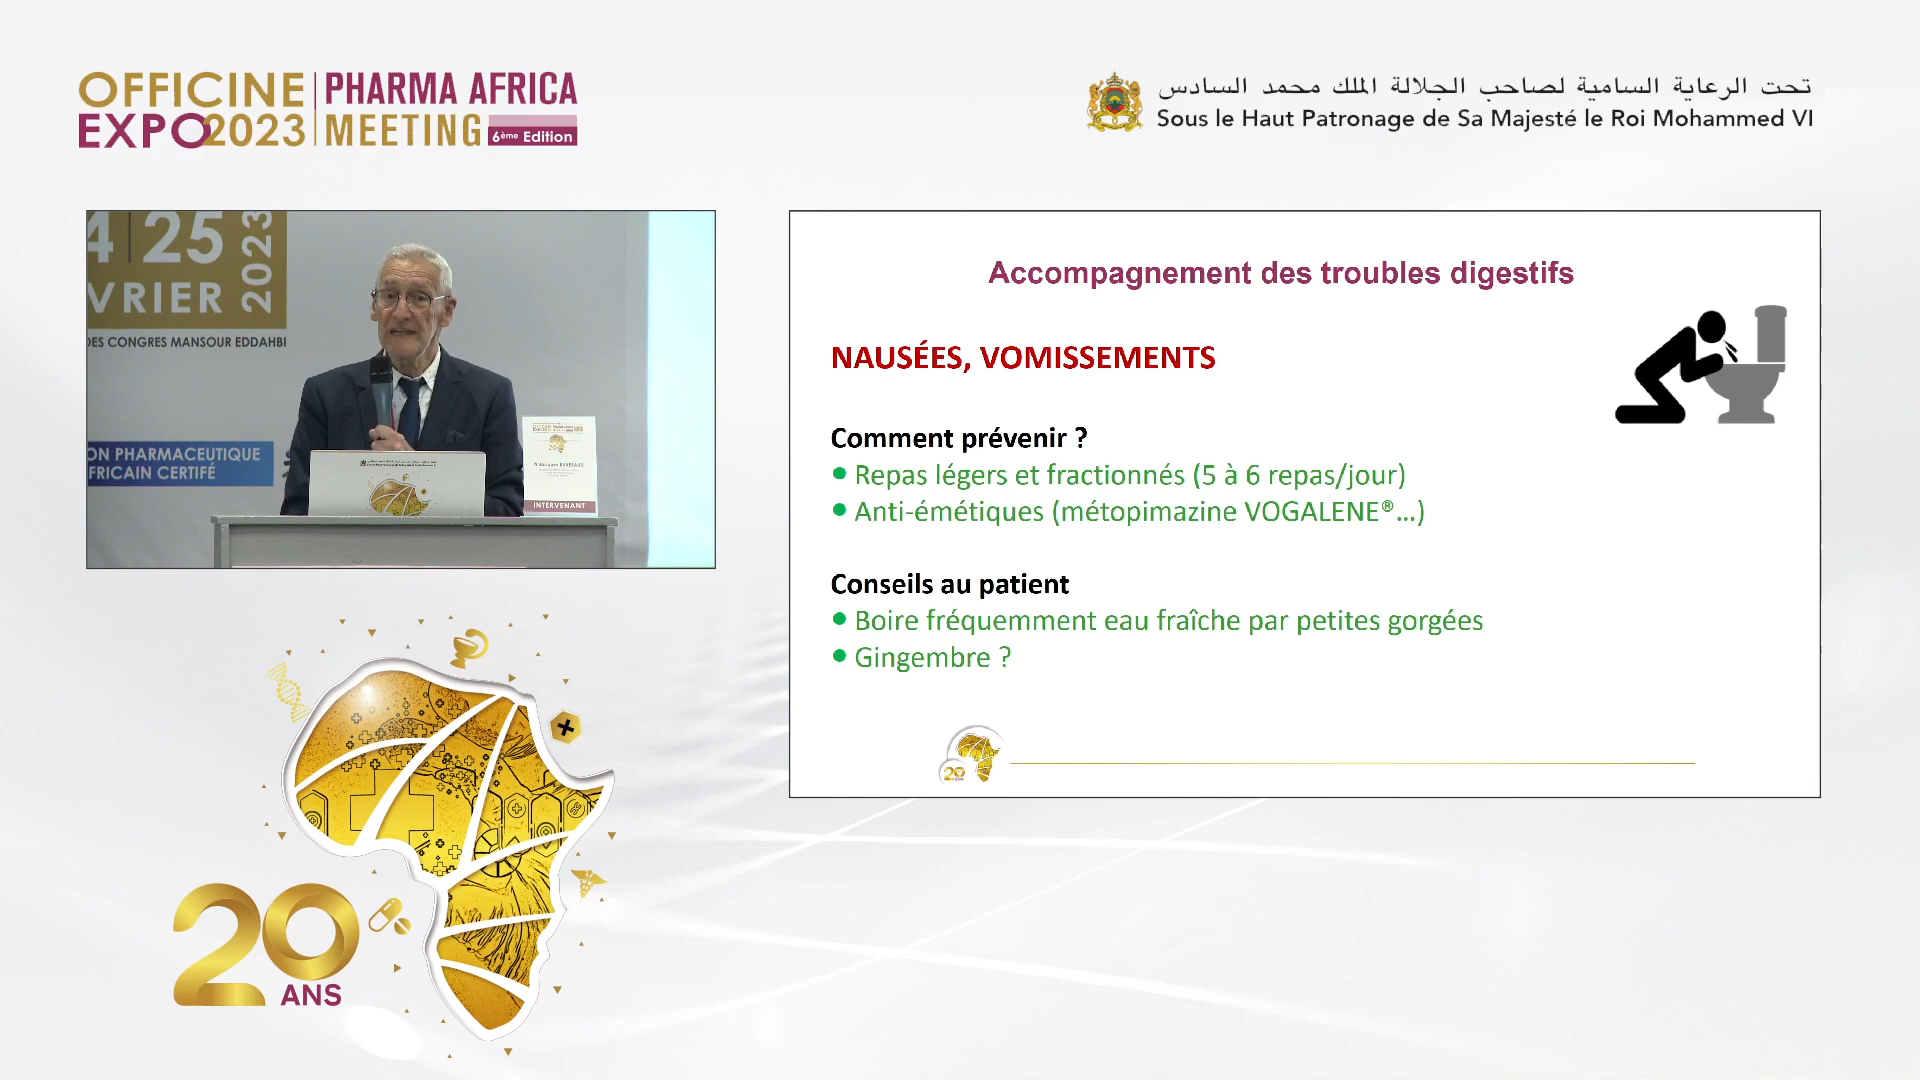 OFFICINE
EXPO2023
PHARMA AFRICA
MEETING
6ème Edition
تحت الرعاية السامية لصاحب الجلالة الملك محمد السادس
Sous le Haut Patronage de Sa Majesté le Roi Mohammed VI
4|25
VRIER
2023
DES CONGRES MANSOUR EDDAHBI
ON PHARMACEUTIQUE
FRICAIN CERTIFÉ
INTERVENANT
Accompagnement des troubles digestifs
NAUSÉES, VOMISSEMENTS
Comment prévenir ?
• Repas légers et fractionnés (5 à 6 repas/jour)
• Anti-émétiques (métopimazine VOGALENE®…)
Conseils au patient
• Boire fréquemment eau fraîche par petites gorgées
• Gingembre ?
20
20
ANS